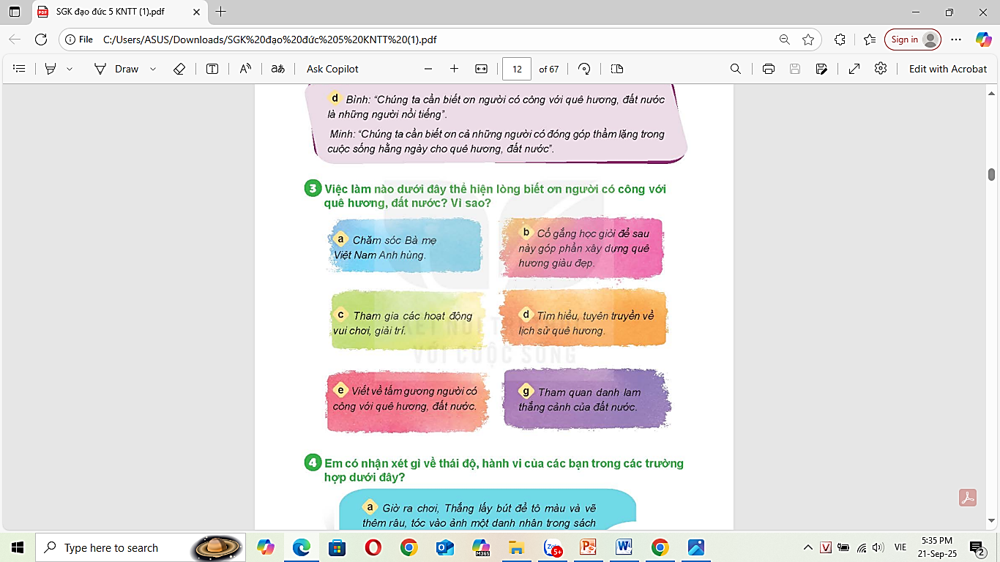 SGK đạo đức 5 KNTT (1).pdf
File C:/Users/ASUS/Downloads/SGK%20đạo%20đức%205%20KNTT%20(1).pdf
Sign in
Draw
Ask Copilot
12 of 67
Edit with Acrobat
d Bình: “Chúng ta cần biết ơn người có công với quê hương, đất nước
là những người nổi tiếng”.
Minh: “Chúng ta cần biết ơn cả những người có đóng góp thầm lặng trong
cuộc sống hằng ngày cho quê hương, đất nước”.
3 Việc làm nào dưới đây thể hiện lòng biết ơn người có công với
quê hương, đất nước? Vì sao?
a Chăm sóc Bà mẹ
Việt Nam Anh hùng.
b Cố gắng học giỏi để sau
này góp phần xây dựng quê
hương giàu đẹp.
c Tham gia các hoạt động
vui chơi, giải trí.
d Tìm hiểu, tuyên truyền về
lịch sử quê hương.
VỚI CUỘC SỐNG
e Viết về tấm gương người có
công với quê hương, đất nước.
g Tham quan danh lam
thắng cảnh của đất nước.
4 Em có nhận xét gì về thái độ, hành vi của các bạn trong các trường
hợp dưới đây?
a Giờ ra chơi, Thắng lấy bút để tô màu và vẽ
thêm râu, tóc vào ảnh một danh nhân trong sách
Type here to search
VIE
5:35 PM
21-Sep-25
2